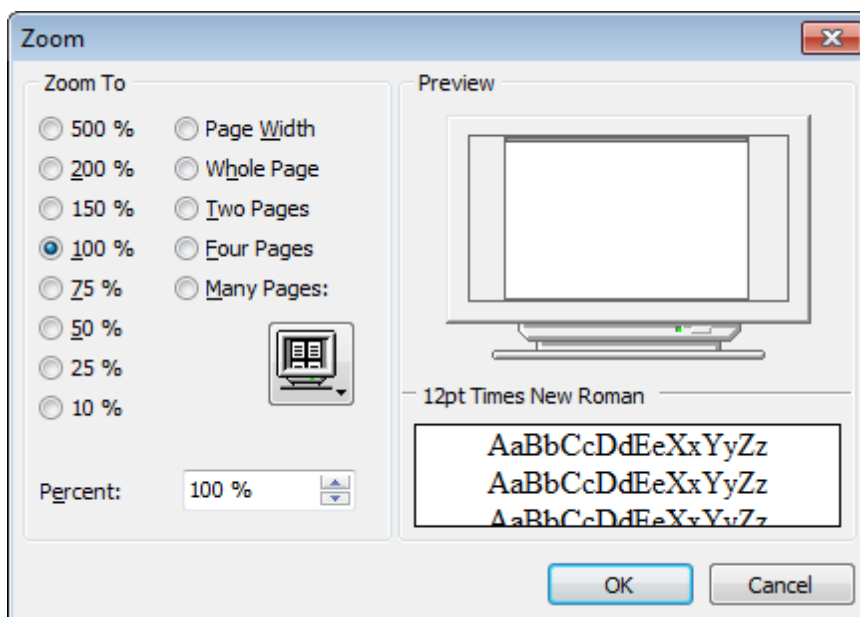 Zoom
Zoom To
500 %
200 %
150 %
100 %
75 %
50 %
25 %
10 %
Page Width
Whole Page
Two Pages
Four Pages
Many Pages:
Percent:
100 %
Preview
12pt Times New Roman
AaBbCcDdEeXxYyZz
AaBbCcDdEeXxYyZz
AaBbCcDdEeXxYyZz
OK
Cancel